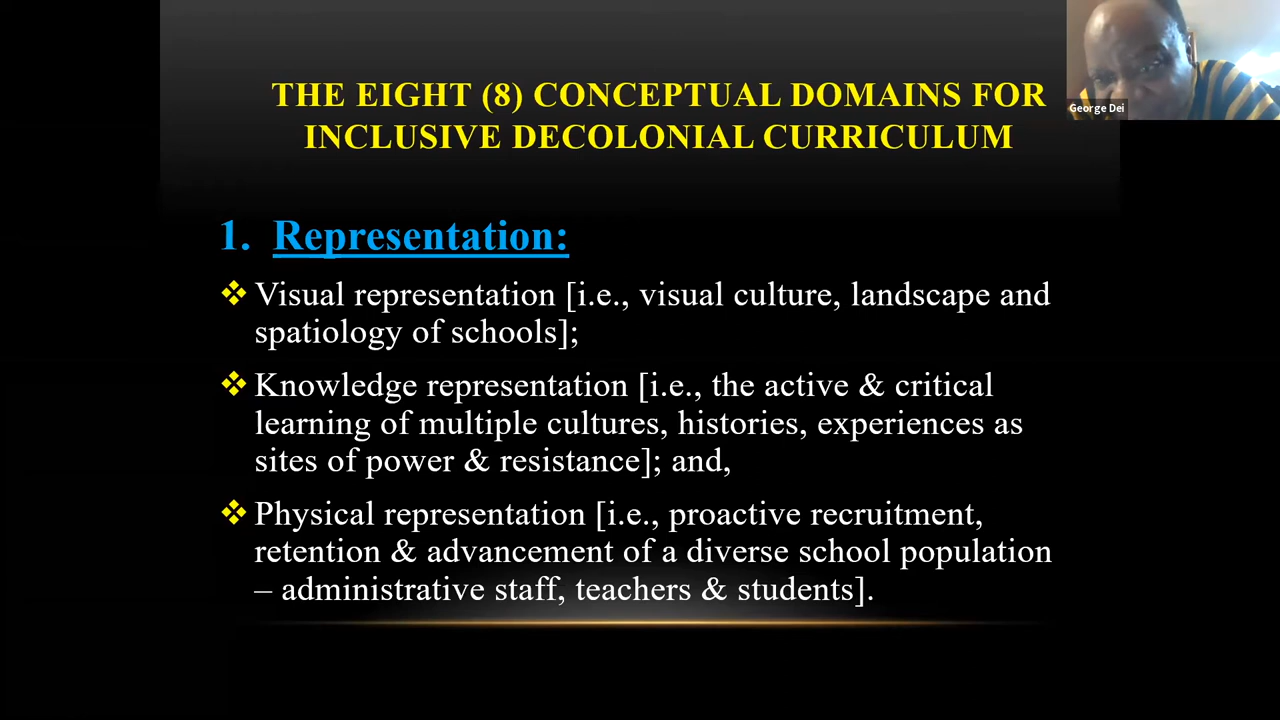 THE EIGHT (8) CONCEPTUAL DOMAINS FOR
INCLUSIVE DECOLONIAL CURRICULUM
George Dei
1. Representation:
❖ Visual representation [i.e., visual culture, landscape and
spatiology of schools];
❖ Knowledge representation [i.e., the active & critical
learning of multiple cultures, histories, experiences as
sites of power & resistance]; and,
❖ Physical representation [i.e., proactive recruitment,
retention & advancement of a diverse school population
– administrative staff, teachers & students].